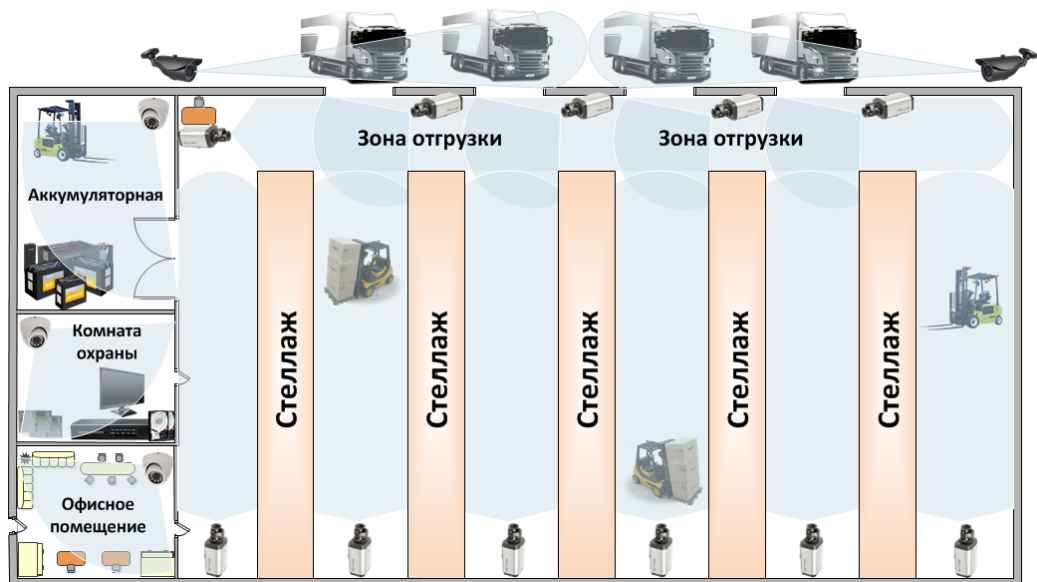 Зона отгрузки
Зона отгрузки
Аккумуляторная
Комната
охраны
Офисное
помещение
Стеллаж
Стеллаж
Стеллаж
Стеллаж
Стеллаж